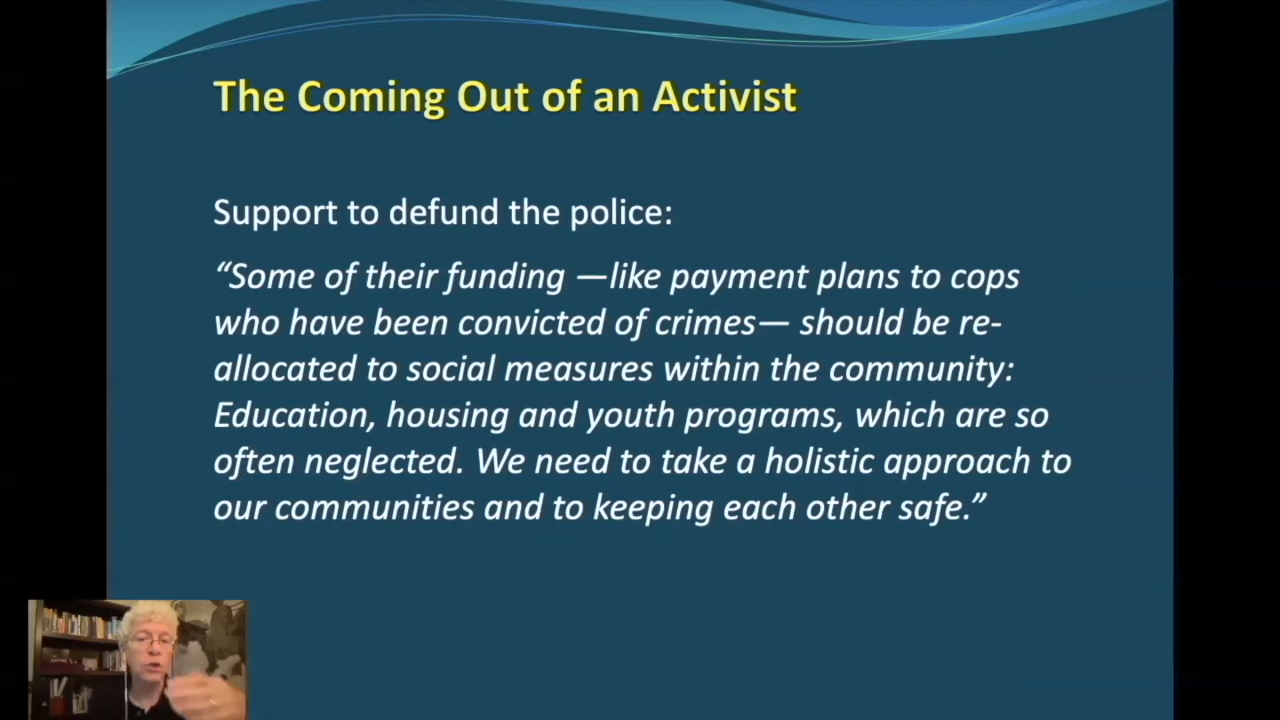 The Coming Out of an Activist
Support to defund the police:
“Some of their funding —like payment plans to cops
who have been convicted of crimes— should be re-
allocated to social measures within the community:
Education, housing and youth programs, which are so
often neglected. We need to take a holistic approach to
our communities and to keeping each other safe.”